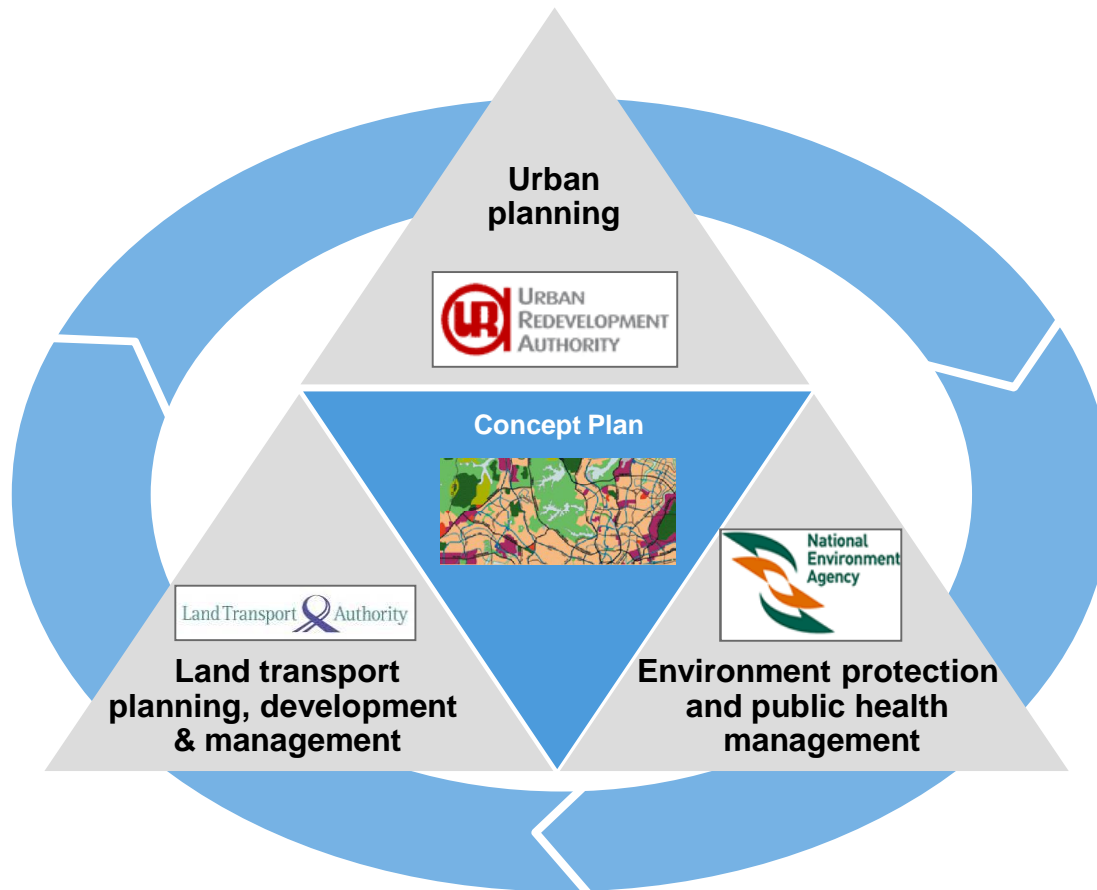 Urban
planning
URBAN
REDEVELOPMENT
AUTHORITY
Concept Plan
National
Environment
Agency
Land Transport Authority
Land transport
planning, development
& management
Environment protection
and public health
management